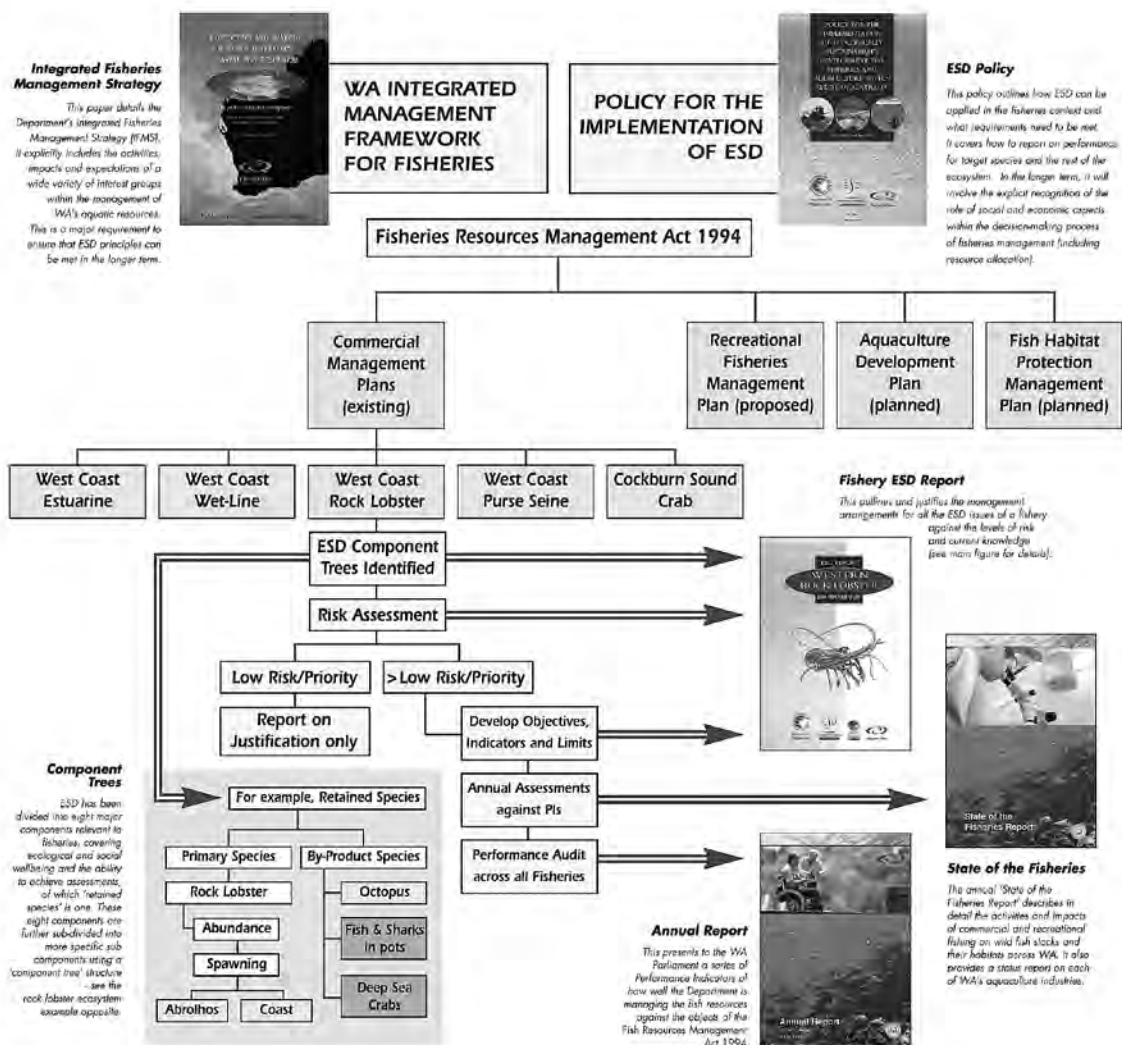 Integrated Fisheries
Management Strategy
This paper details the
Department's Integrated Fisheries
Management Strategy (IFMS).
It explicitly includes the activities,
impacts and expectations of a
wide variety of interest groups
within the management of
WA's aquatic resources.
This is a major requirement to
ensure that ESD principles can
be met in the longer term.
WA INTEGRATED
MANAGEMENT
FRAMEWORK
FOR FISHERIES
POLICY FOR THE
IMPLEMENTATION
OF ESD
POLICY FOR THE
IMPLEMENTATION
ESD Policy
This policy outlines how ESD can be
applied in the fisheries context and
what requirements need to be met.
It covers how to report on performance
for target species and the rest of the
ecosystem. In the longer term, it will
involve the explicit recognition of the
role of social and economic aspects
within the decision-making process
of fisheries management (including
resource allocation).
Fisheries Resources Management Act 1994
Commercial
Management
Plans
(existing)
Recreational
Fisheries
Management
Plan (proposed)
Aquaculture
Development
Plan
(planned)
Fish Habitat
Protection
Management
Plan (planned)
West Coast
Estuarine
West Coast
Wet-Line
West Coast
Rock Lobster
West Coast
Purse Seine
Cockburn Sound
Crab
Fishery ESD Report
This outlines and justifies the management
arrangements for all the ESD issues of a fishery
against the levels of risk
and current knowledge
(see main figure for details).
ESD Component
Trees Identified
Risk Assessment
WESTERN
ROCK LOBSTER
Low Risk/Priority
>Low Risk/Priority
Report on
Justification only
Develop Objectives,
Indicators and Limits
Annual Assessments
against PIs
Performance Audit
across all Fisheries
Component
Trees
ESD has been
divided into eight major
components relevant to
fisheries, covering
ecological and social
wellbeing and the ability
to achieve assessments,
of which 'retained
species' is one. These
eight components are
further sub-divided into
more specific sub
components using a
'component tree' structure
– see the
rock lobster ecosystem
example opposite.
For example, Retained Species
Primary Species
By-Product Species
Rock Lobster
Octopus
Abundance
Fish & Sharks
in pots
Spawning
Deep Sea
Crabs
Abrolhos
Coast
State of the
Fisheries Report
State of the Fisheries
The annual 'State of the
Fisheries Report' describes in
detail the activities and impacts
of commercial and recreational
fishing on wild fish stocks and
their habitats across WA. It also
provides a status report on each
of WA's aquaculture industries.
Annual Report
This presents to the WA
Parliament a series of
Performance Indicators of
how well the Department is
managing the fish resources
against the objects of the
Fish Resources Management
Act 1994.
Annual Report